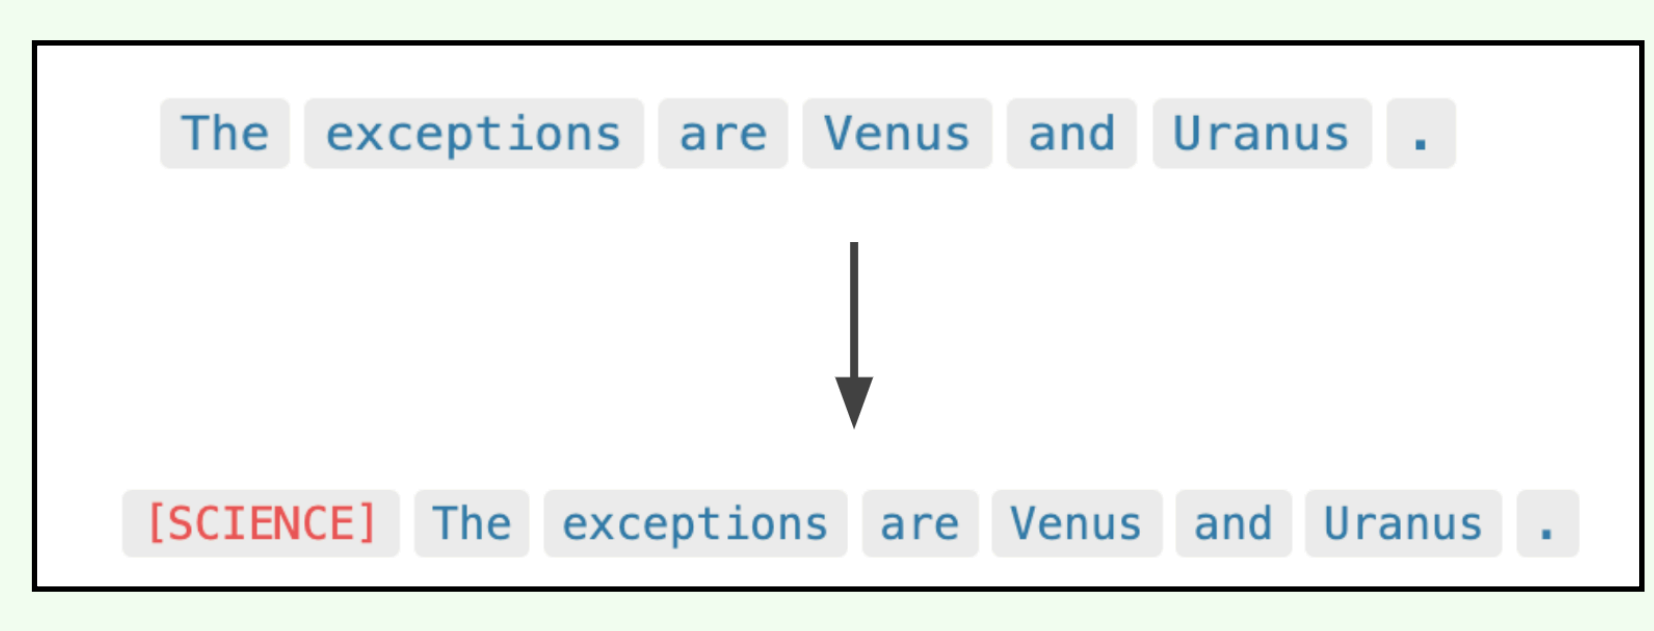 The exceptions are Venus and Uranus .
[SCIENCE] The exceptions are Venus and Uranus .